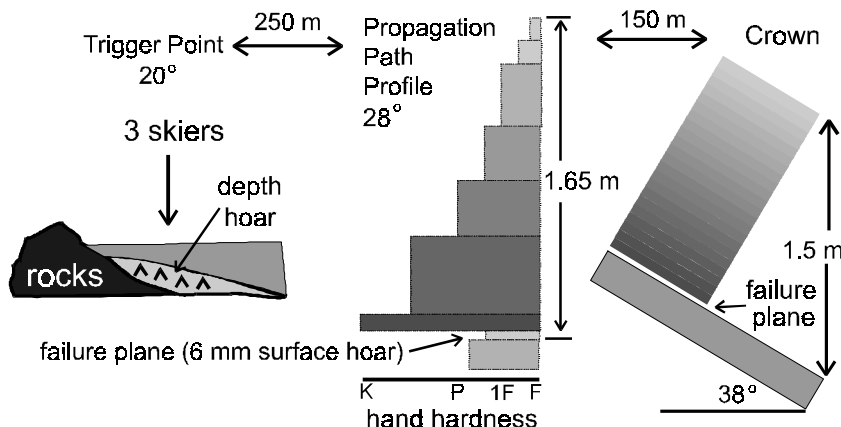 Trigger Point
20°
250 m
Propagation
Path
Profile
28°
150 m
Crown
3 skiers
depth
hoar
rocks
1.65 m
1.5 m
failure
plane
failure plane (6 mm surface hoar)
38°
K P 1F F
hand hardness